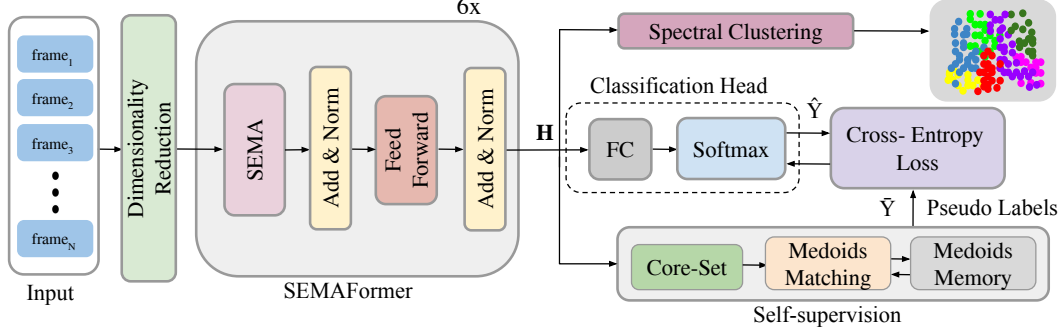 6x
frame1
frame2
frame3
frameN
Input
Dimensionality
Reduction
SEMA
Add & Norm
Feed
Forward
Add & Norm
SEMAFormer
H
Spectral Clustering
Classification Head
FC
Softmax
Ŷ
Cross- Entropy
Loss
Ȳ
Pseudo Labels
Core-Set
Medoids
Matching
Medoids
Memory
Self-supervision